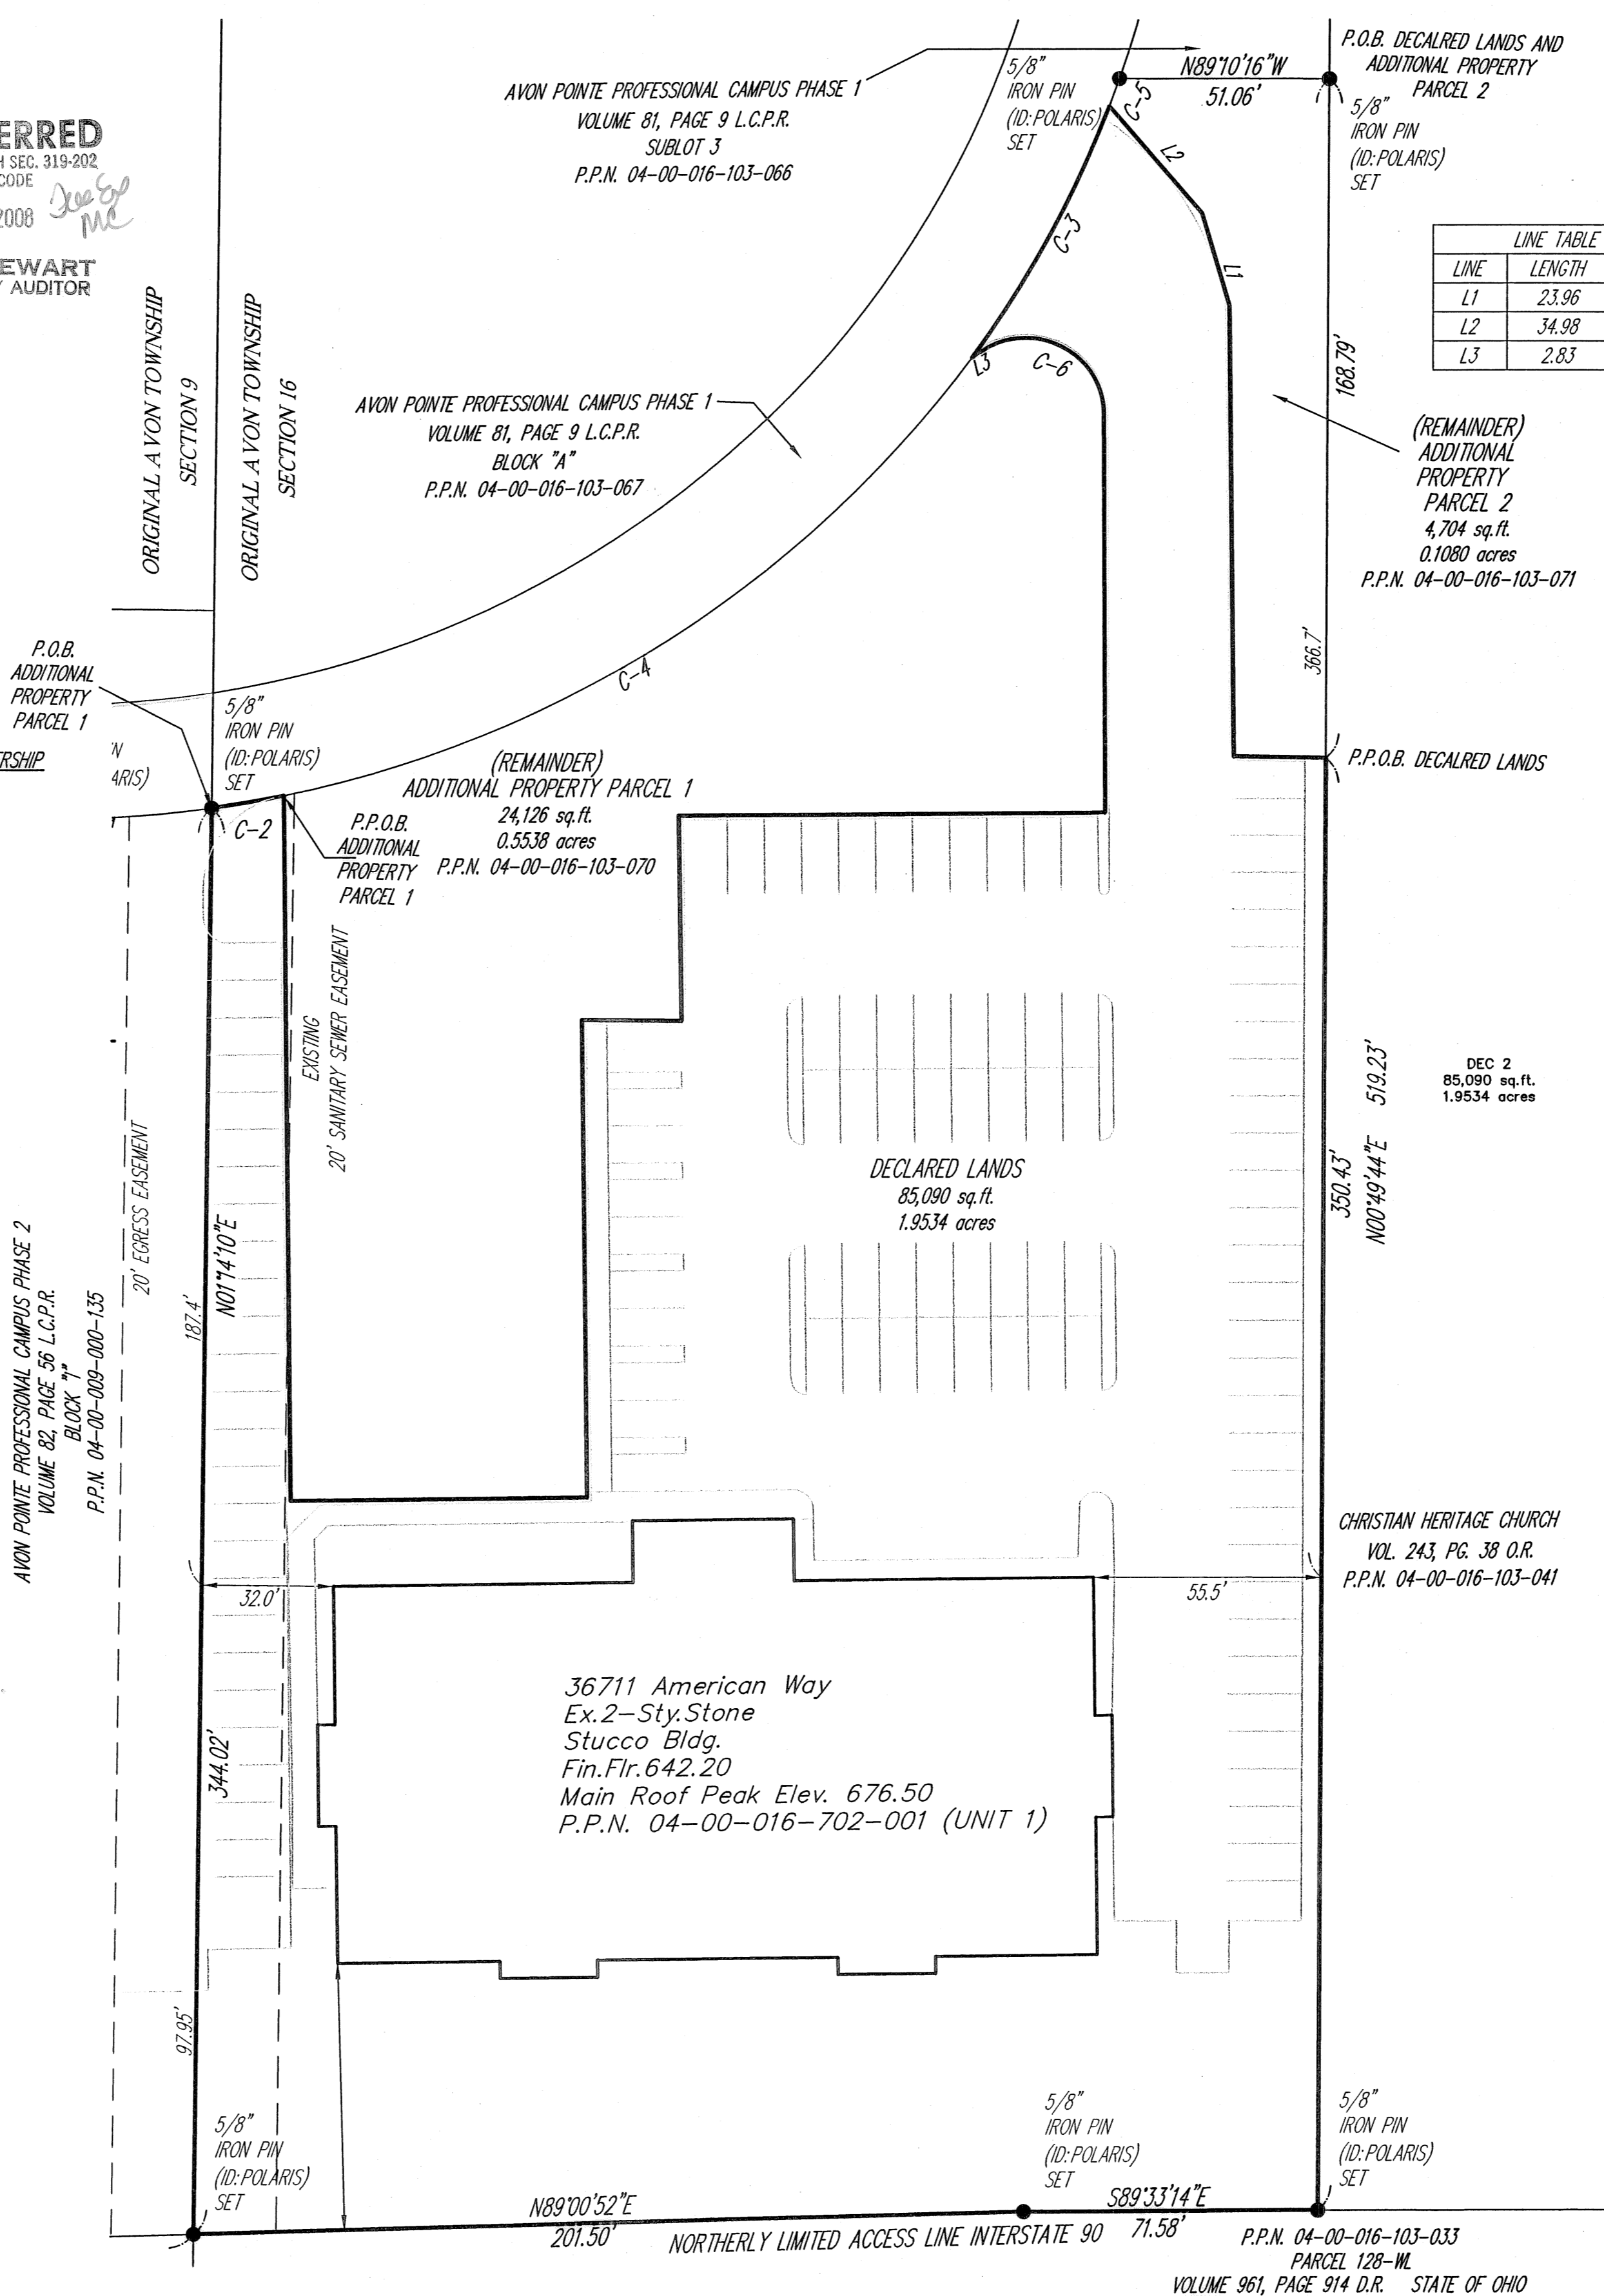 ERRED
H SEC. 319-202
CODE
2008
MC
EWART
Y AUDITOR
ORIGINAL AVON TOWNSHIP
SECTION 9
ORIGINAL AVON TOWNSHIP
SECTION 16
AVON POINTE PROFESSIONAL CAMPUS PHASE 1
VOLUME 81, PAGE 9 L.C.P.R.
SUBLOT 3
P.P.N. 04-00-016-103-066
5/8"
IRON PIN
(ID:POLARIS)
SET
N89°10'16"W
51.06'
P.O.B. DECALRED LANDS AND
ADDITIONAL PROPERTY
PARCEL 2
5/8"
IRON PIN
(ID:POLARIS)
SET
C-5
L2
C-3
L1
L3
C-6
168.79'
LINE TABLE
LINE LENGTH
L1 23.96
L2 34.98
L3 2.83
AVON POINTE PROFESSIONAL CAMPUS PHASE 1
VOLUME 81, PAGE 9 L.C.P.R.
BLOCK "A"
P.P.N. 04-00-016-103-067
(REMAINDER)
ADDITIONAL
PROPERTY
PARCEL 2
4,704 sq.ft.
0.1080 acres
P.P.N. 04-00-016-103-071
366.7'
C-4
P.O.B.
ADDITIONAL
PROPERTY
PARCEL 1
ERSHIP
N
ARIS)
5/8"
IRON PIN
(ID:POLARIS)
SET
C-2
P.P.O.B.
ADDITIONAL
PROPERTY
PARCEL 1
(REMAINDER)
ADDITIONAL PROPERTY PARCEL 1
24,126 sq.ft.
0.5538 acres
P.P.N. 04-00-016-103-070
P.P.O.B. DECALRED LANDS
EXISTING
20' SANITARY SEWER EASEMENT
20' EGRESS EASEMENT
N01°14'10"E
187.4'
AVON POINTE PROFESSIONAL CAMPUS PHASE 2
VOLUME 82, PAGE 56 L.C.P.R.
BLOCK "I"
P.P.N. 04-00-009-000-135
DECLARED LANDS
85,090 sq.ft.
1.9534 acres
350.43'
N00°49'44"E 519.23'
DEC 2
85,090 sq.ft.
1.9534 acres
CHRISTIAN HERITAGE CHURCH
VOL. 243, PG. 38 O.R.
P.P.N. 04-00-016-103-041
32.0'
55.5'
36711 American Way
Ex.2-Sty.Stone
Stucco Bldg.
Fin.Flr.642.20
Main Roof Peak Elev. 676.50
P.P.N. 04-00-016-702-001 (UNIT 1)
344.02'
97.95'
5/8"
IRON PIN
(ID:POLARIS)
SET
5/8"
IRON PIN
(ID:POLARIS)
SET
5/8"
IRON PIN
(ID:POLARIS)
SET
N89°00'52"E
201.50'
NORTHERLY LIMITED ACCESS LINE INTERSTATE 90
S89°33'14"E
71.58'
P.P.N. 04-00-016-103-033
PARCEL 128-WL
VOLUME 961, PAGE 914 D.R. STATE OF OHIO